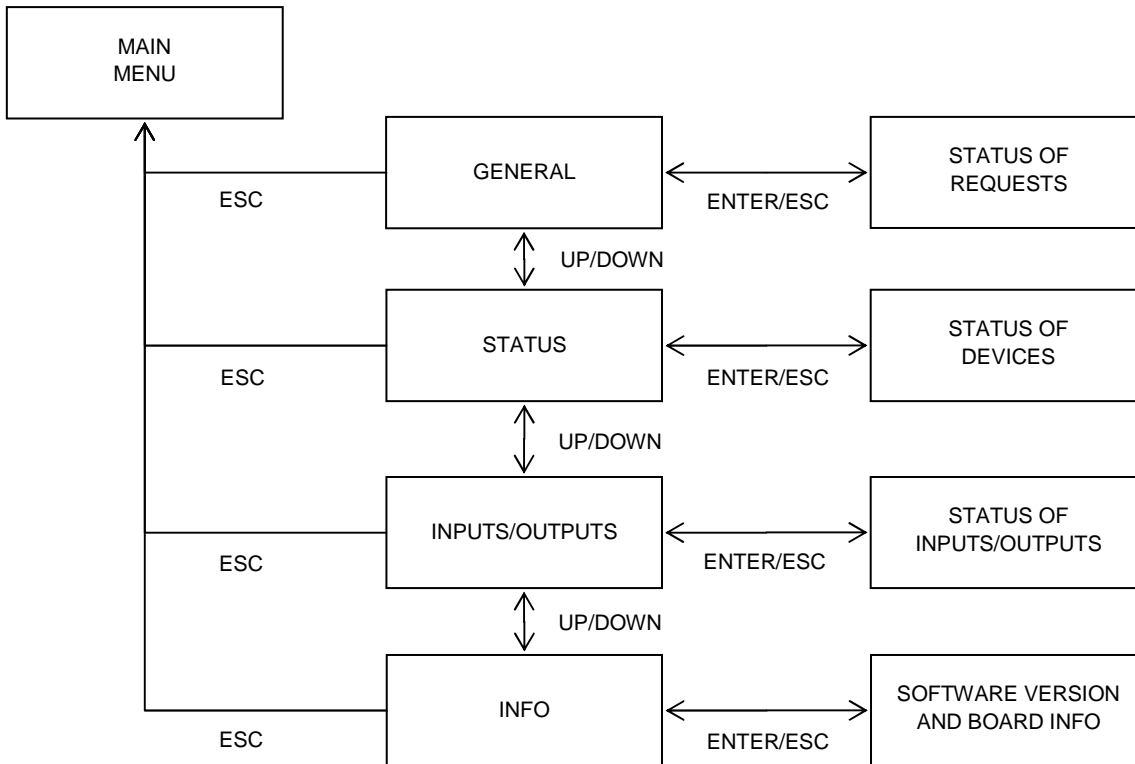 MAIN
MENU
GENERAL
STATUS OF
REQUESTS
ESC
ENTER/ESC
UP/DOWN
STATUS
STATUS OF
DEVICES
ESC
ENTER/ESC
UP/DOWN
INPUTS/OUTPUTS
STATUS OF
INPUTS/OUTPUTS
ESC
ENTER/ESC
UP/DOWN
INFO
SOFTWARE VERSION
AND BOARD INFO
ESC
ENTER/ESC